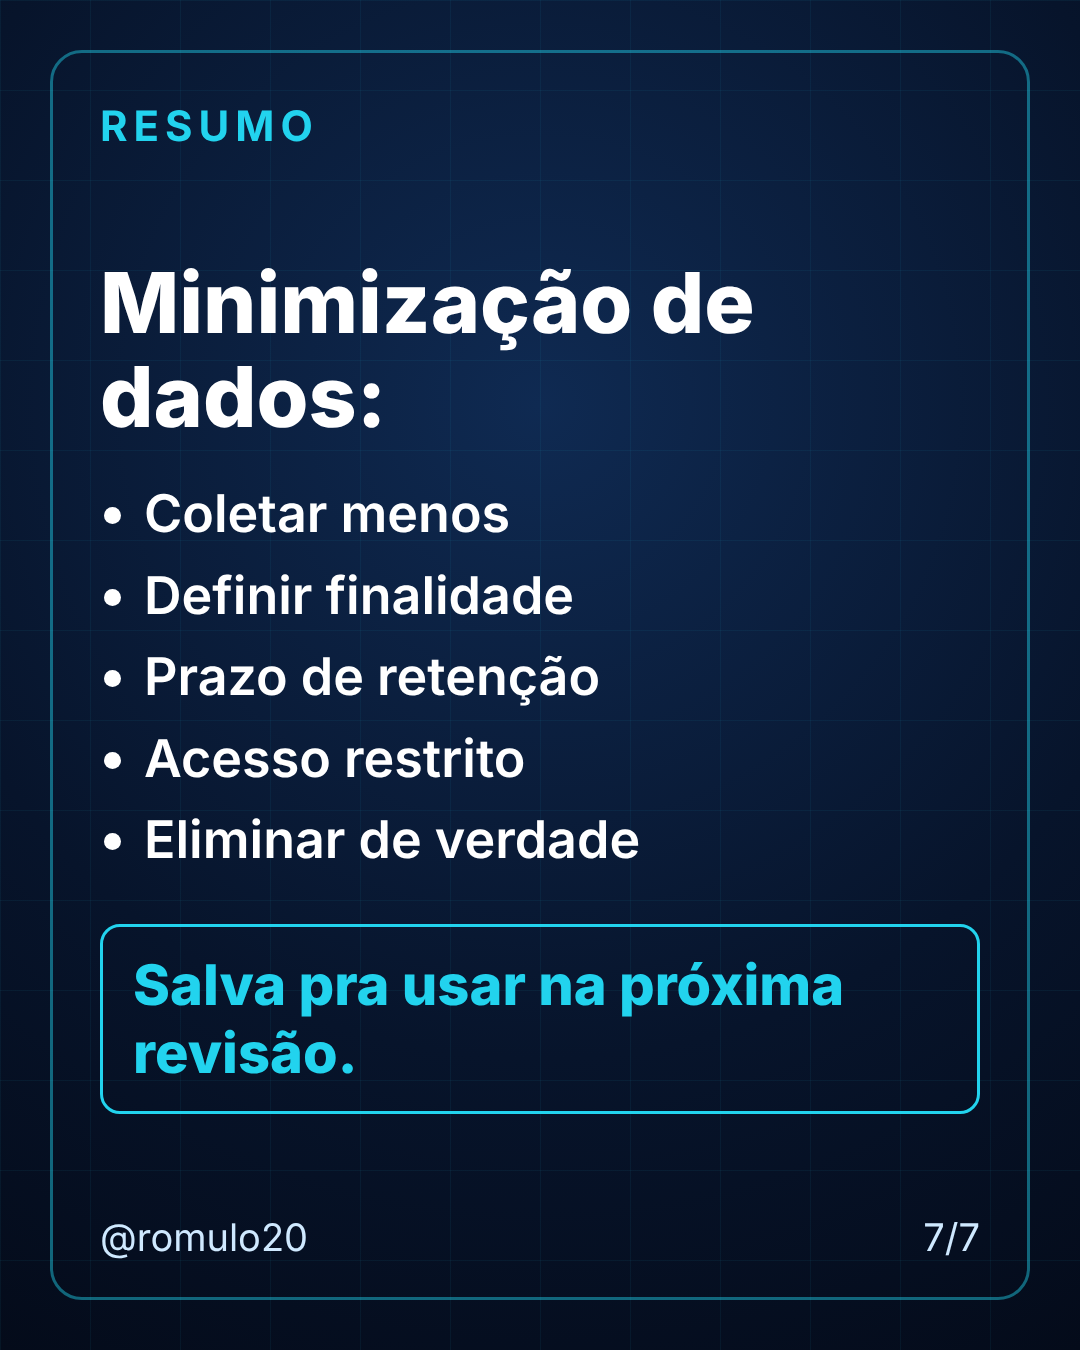 RESUMO
Minimização de
dados:
• Coletar menos
• Definir finalidade
• Prazo de retenção
• Acesso restrito
• Eliminar de verdade
Salva pra usar na próxima
revisão.
@romulo20
7/7